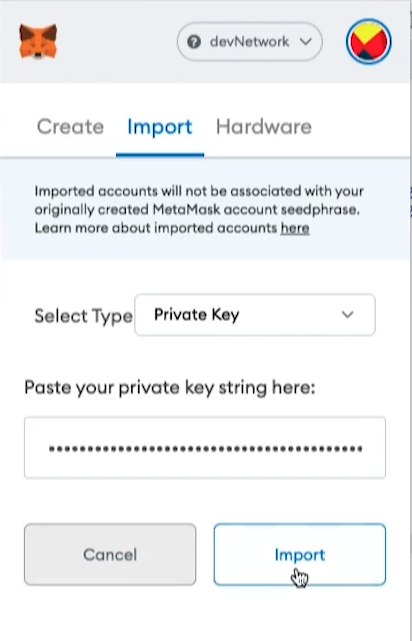 devNetwork
Create Import Hardware
Imported accounts will not be associated with your
originally created MetaMask account seedphrase.
Learn more about imported accounts here
Select Type Private Key
Paste your private key string here:
Cancel Import